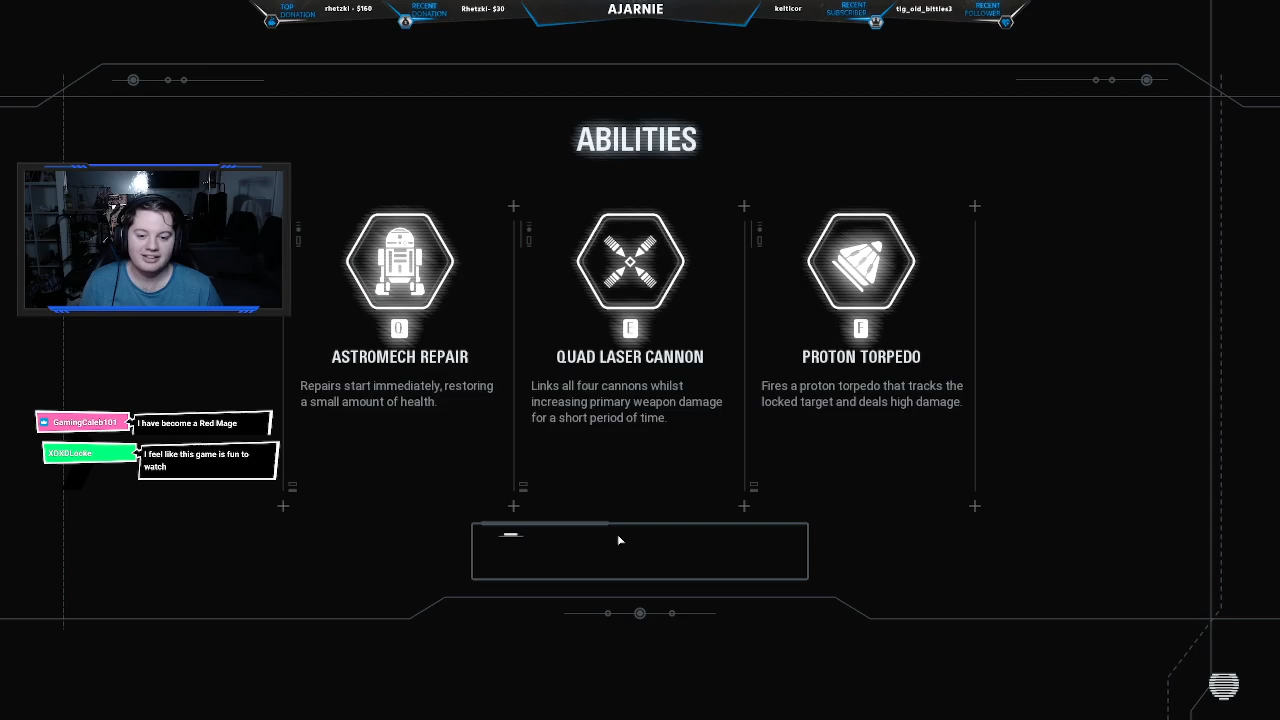 TOP
DONATION
rhetzki - $160
RECENT
DONATION
Rhetzki- $30
AJARNIE
kelticor
RECENT
SUBSCRIBER
tig_old_bitties3
RECENT
FOLLOWER
ABILITIES
Q
ASTROMECH REPAIR
Repairs start immediately, restoring
a small amount of health.
E
QUAD LASER CANNON
Links all four cannons whilst
increasing primary weapon damage
for a short period of time.
F
PROTON TORPEDO
Fires a proton torpedo that tracks the
locked target and deals high damage.
GamingCaleb101
I have become a Red Mage
XDXDLocke
I feel like this game is fun to
watch